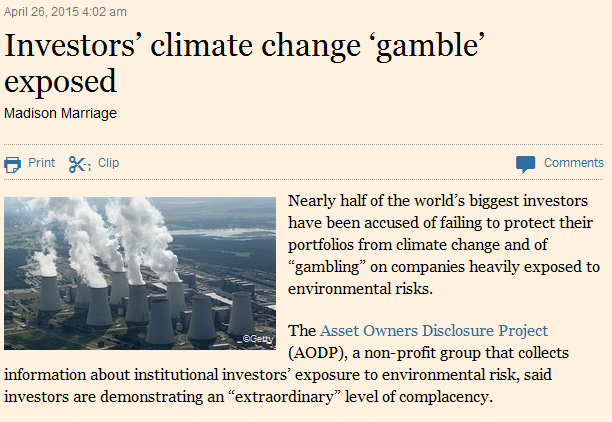 April 26, 2015 4:02 am
Investors’ climate change ‘gamble’
exposed
Madison Marriage
Print Clip Comments
Nearly half of the world’s biggest investors
have been accused of failing to protect their
portfolios from climate change and of
“gambling” on companies heavily exposed to
environmental risks.
©Getty
The Asset Owners Disclosure Project
(AODP), a non-profit group that collects
information about institutional investors’ exposure to environmental risk, said
investors are demonstrating an “extraordinary” level of complacency.